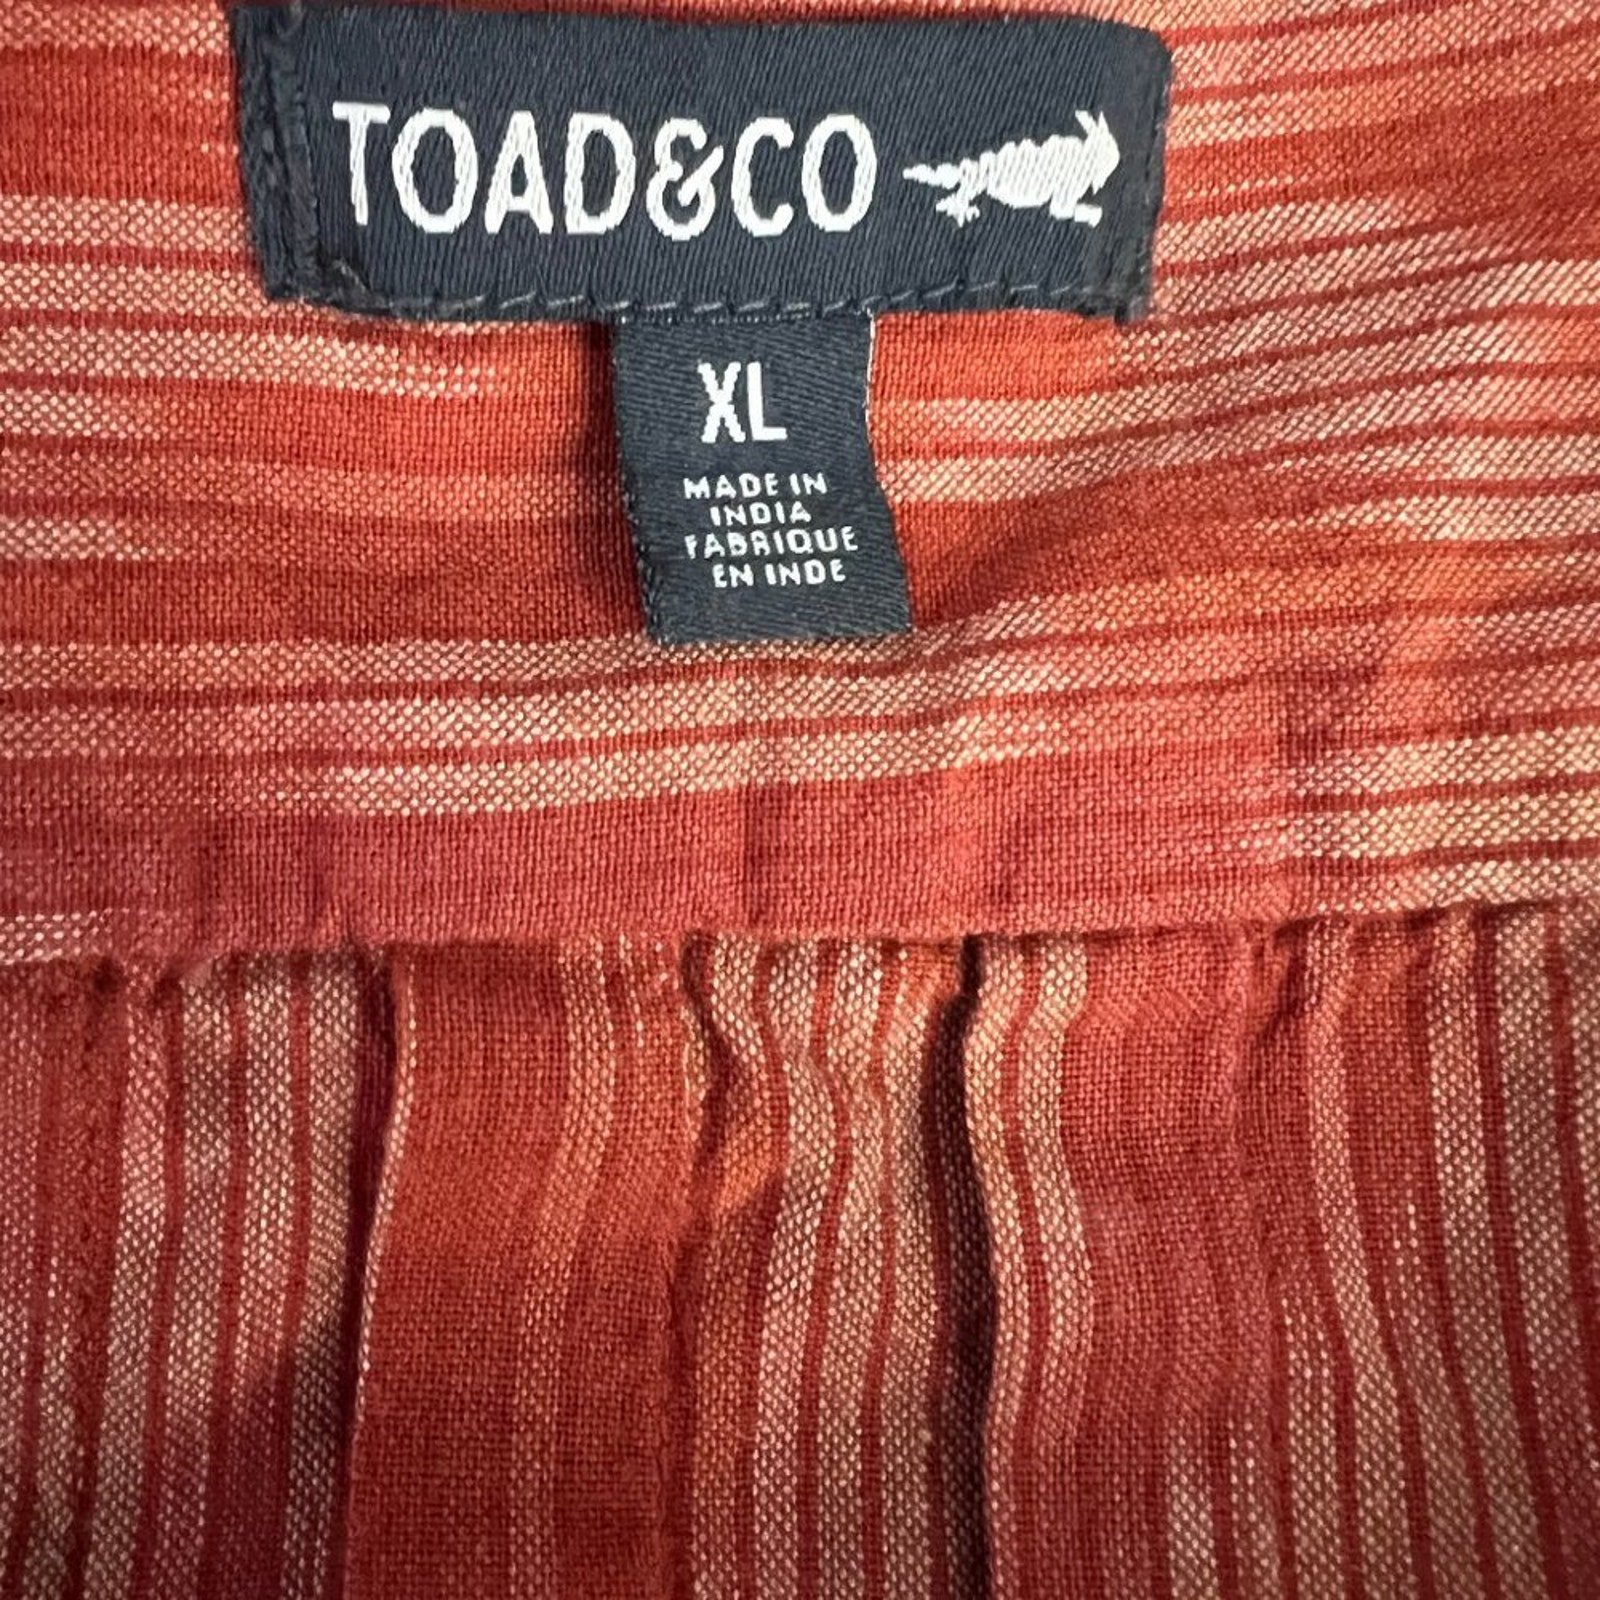 TOAD&CO
XL
MADE IN
INDIA
FABRIQUE
EN INDE